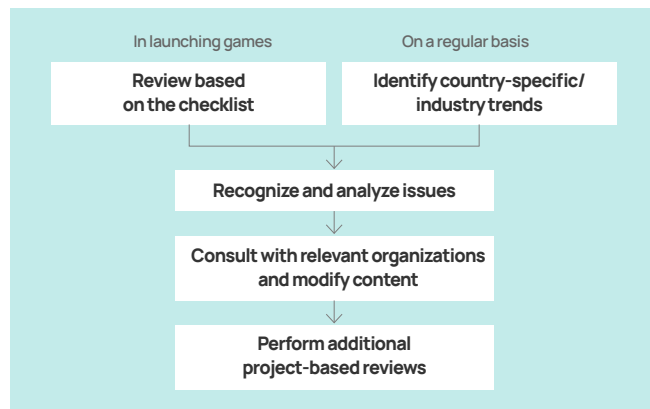 In launching games
On a regular basis
Review based
on the checklist
Identify country-specific/
industry trends
Recognize and analyze issues
Consult with relevant organizations
and modify content
Perform additional
project-based reviews